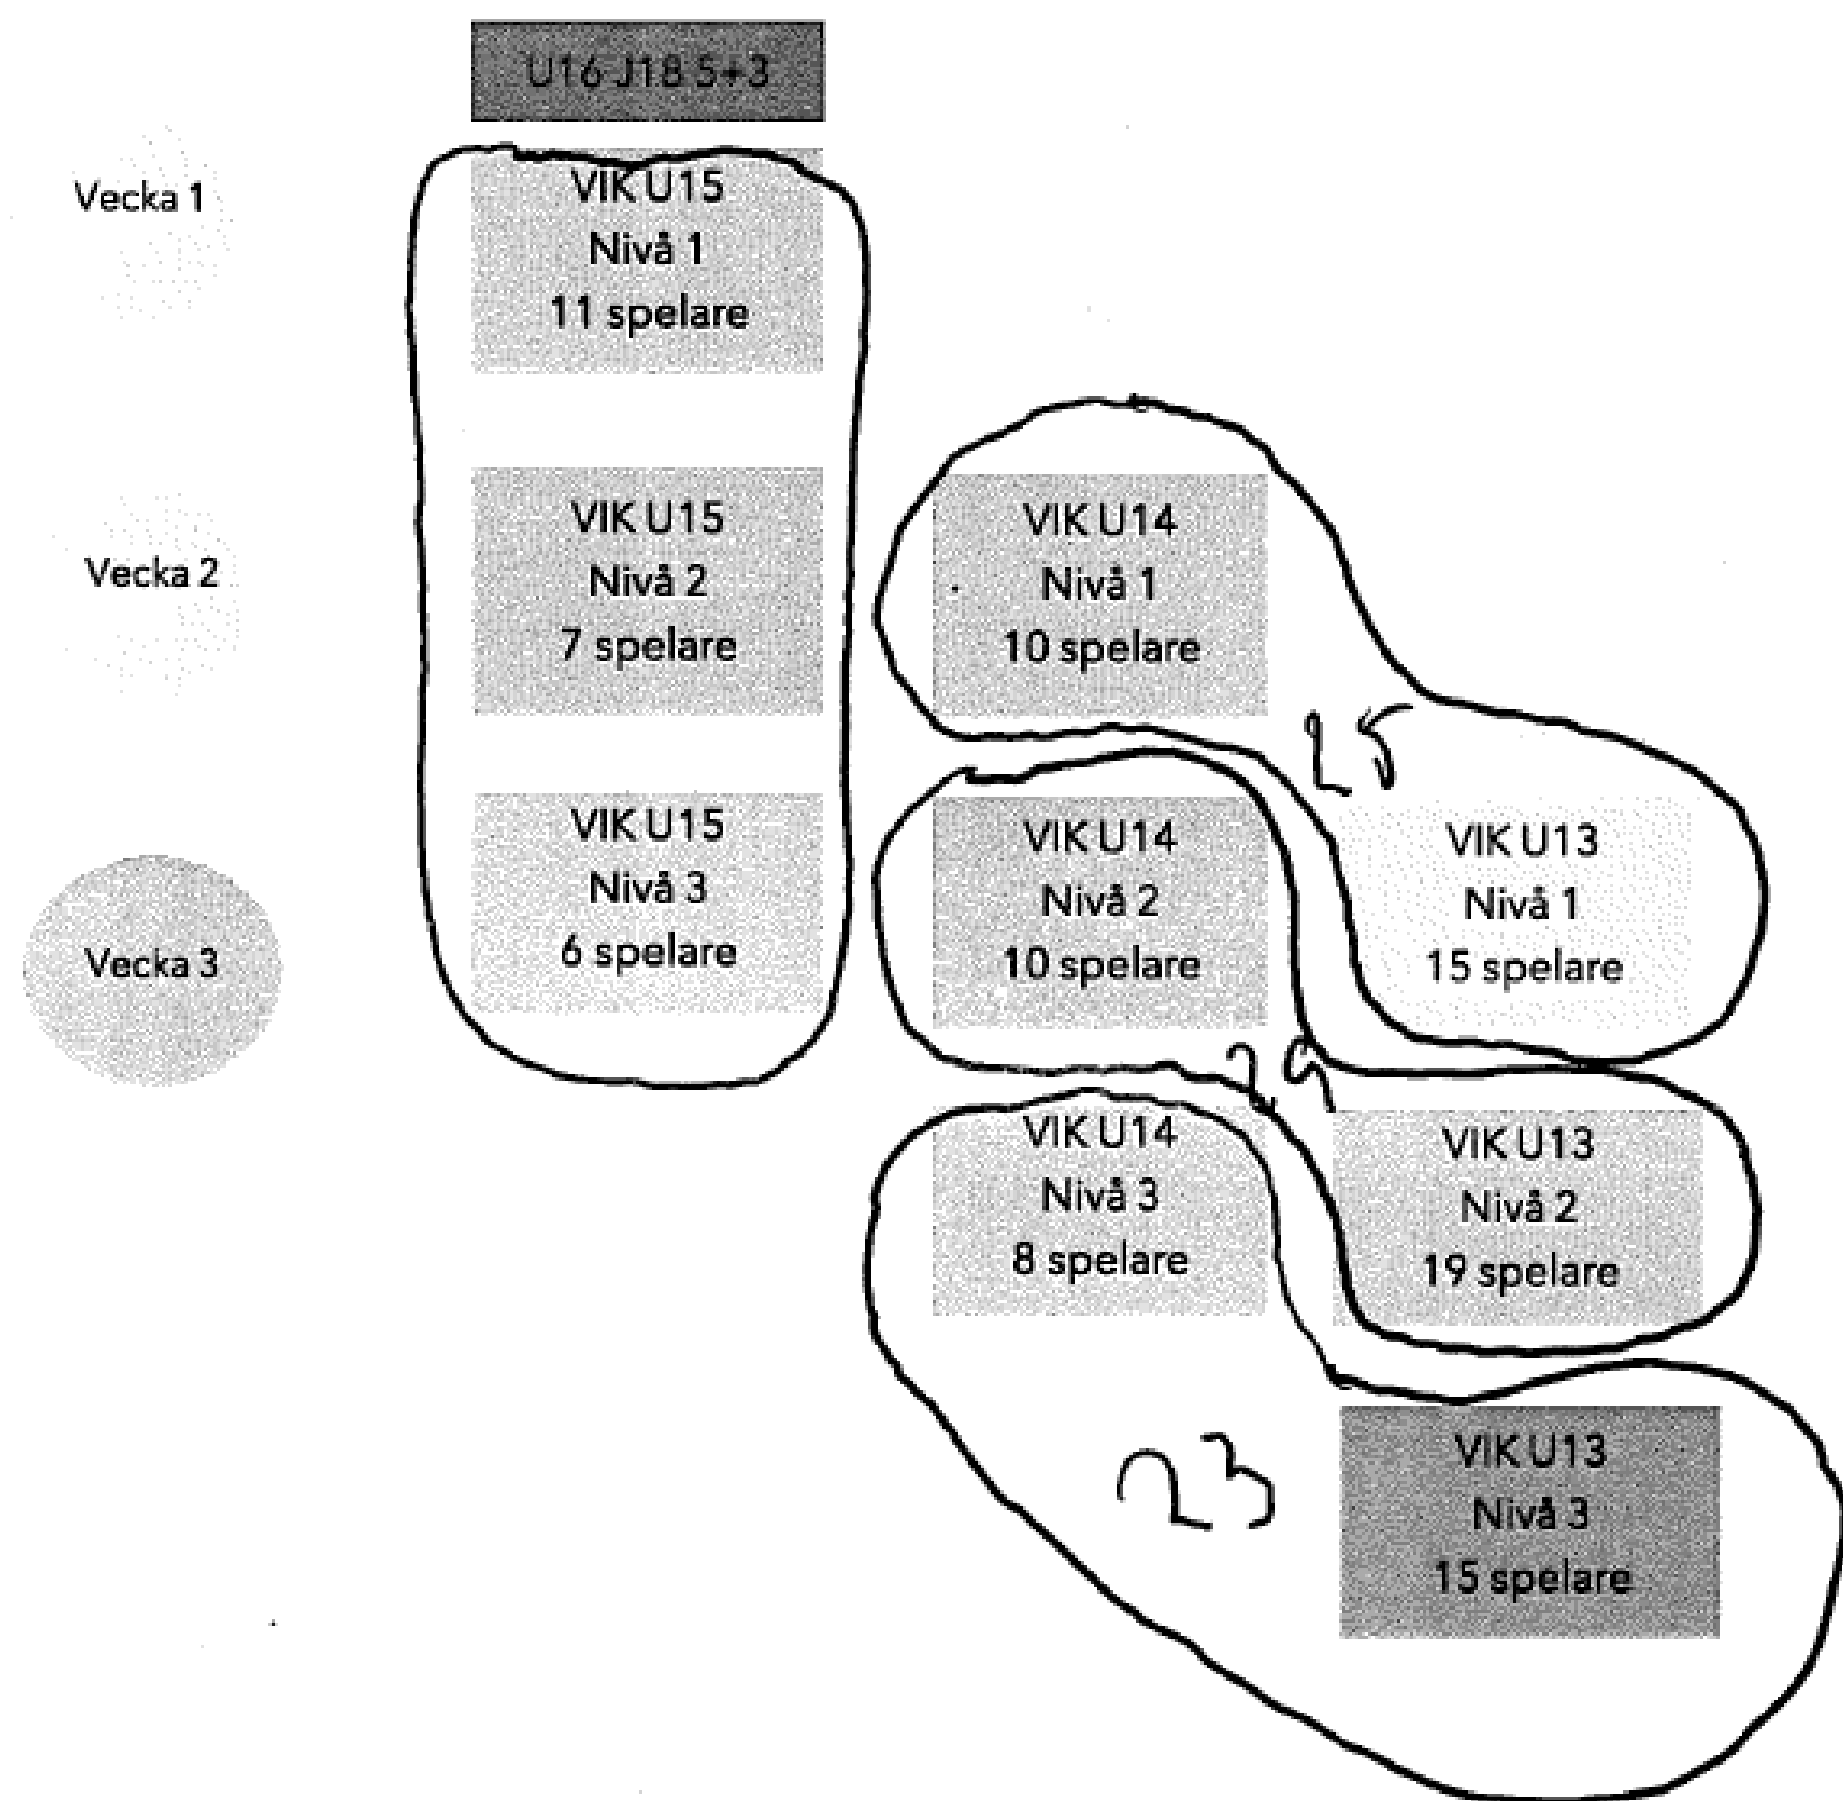 U16 J18 5+3
Vecka 1
VIK U15
Nivå 1
11 spelare
Vecka 2
VIK U15
Nivå 2
7 spelare
VIK U14
Nivå 1
10 spelare
25
Vecka 3
VIK U15
Nivå 3
6 spelare
VIK U14
Nivå 2
10 spelare
VIK U13
Nivå 1
15 spelare
29
VIK U14
Nivå 3
8 spelare
VIK U13
Nivå 2
19 spelare
23
VIK U13
Nivå 3
15 spelare